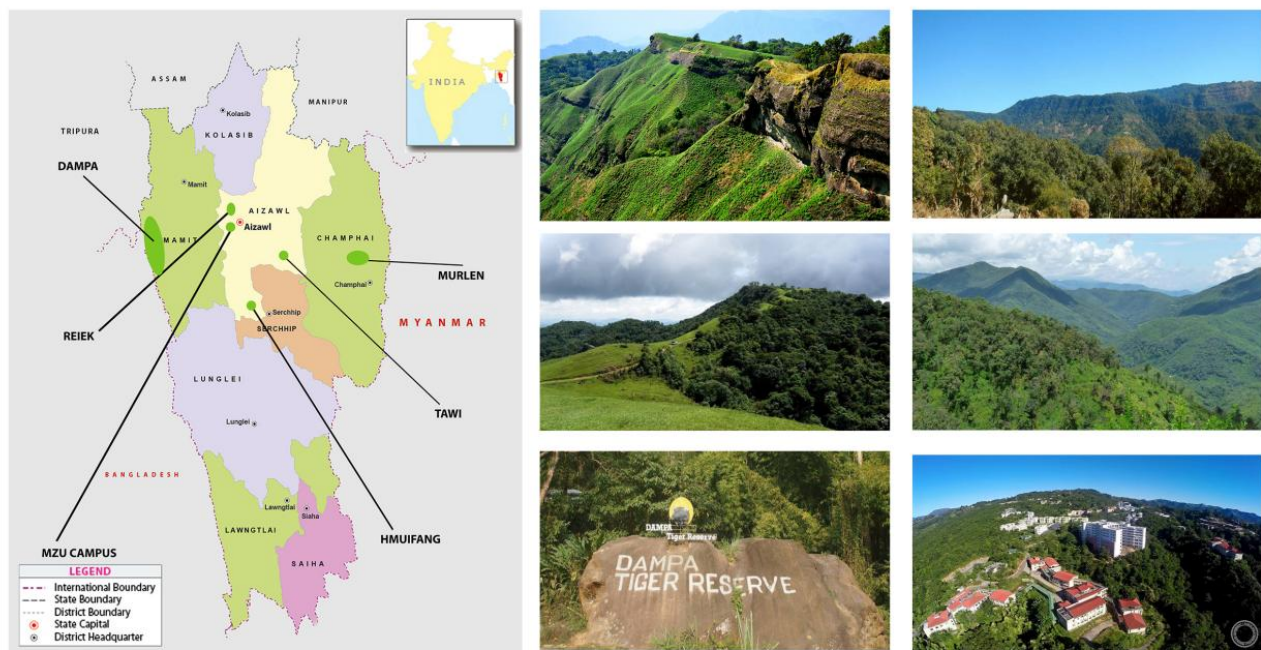 INDIA
ASSAM
MANIPUR
Kolasib
KOLASIB
TRIPURA
DAMPA
Mamit
AIZAWL
Aizawl
MAMIT
CHAMPHAI
MURLEN
Champhai
REIEK
Serchhip
SERCHHIP
MYANMAR
LUNGLEI
TAWI
Lunglei
BANGLADESH
Lawngtlai
Siaha
LAWNGTLAI
HMUIFANG
MZU CAMPUS
SAIHA
LEGEND
International Boundary
State Boundary
District Boundary
State Capital
District Headquarter
DAMPA
Tiger Reserve
DAMPA
TIGER RESERVE